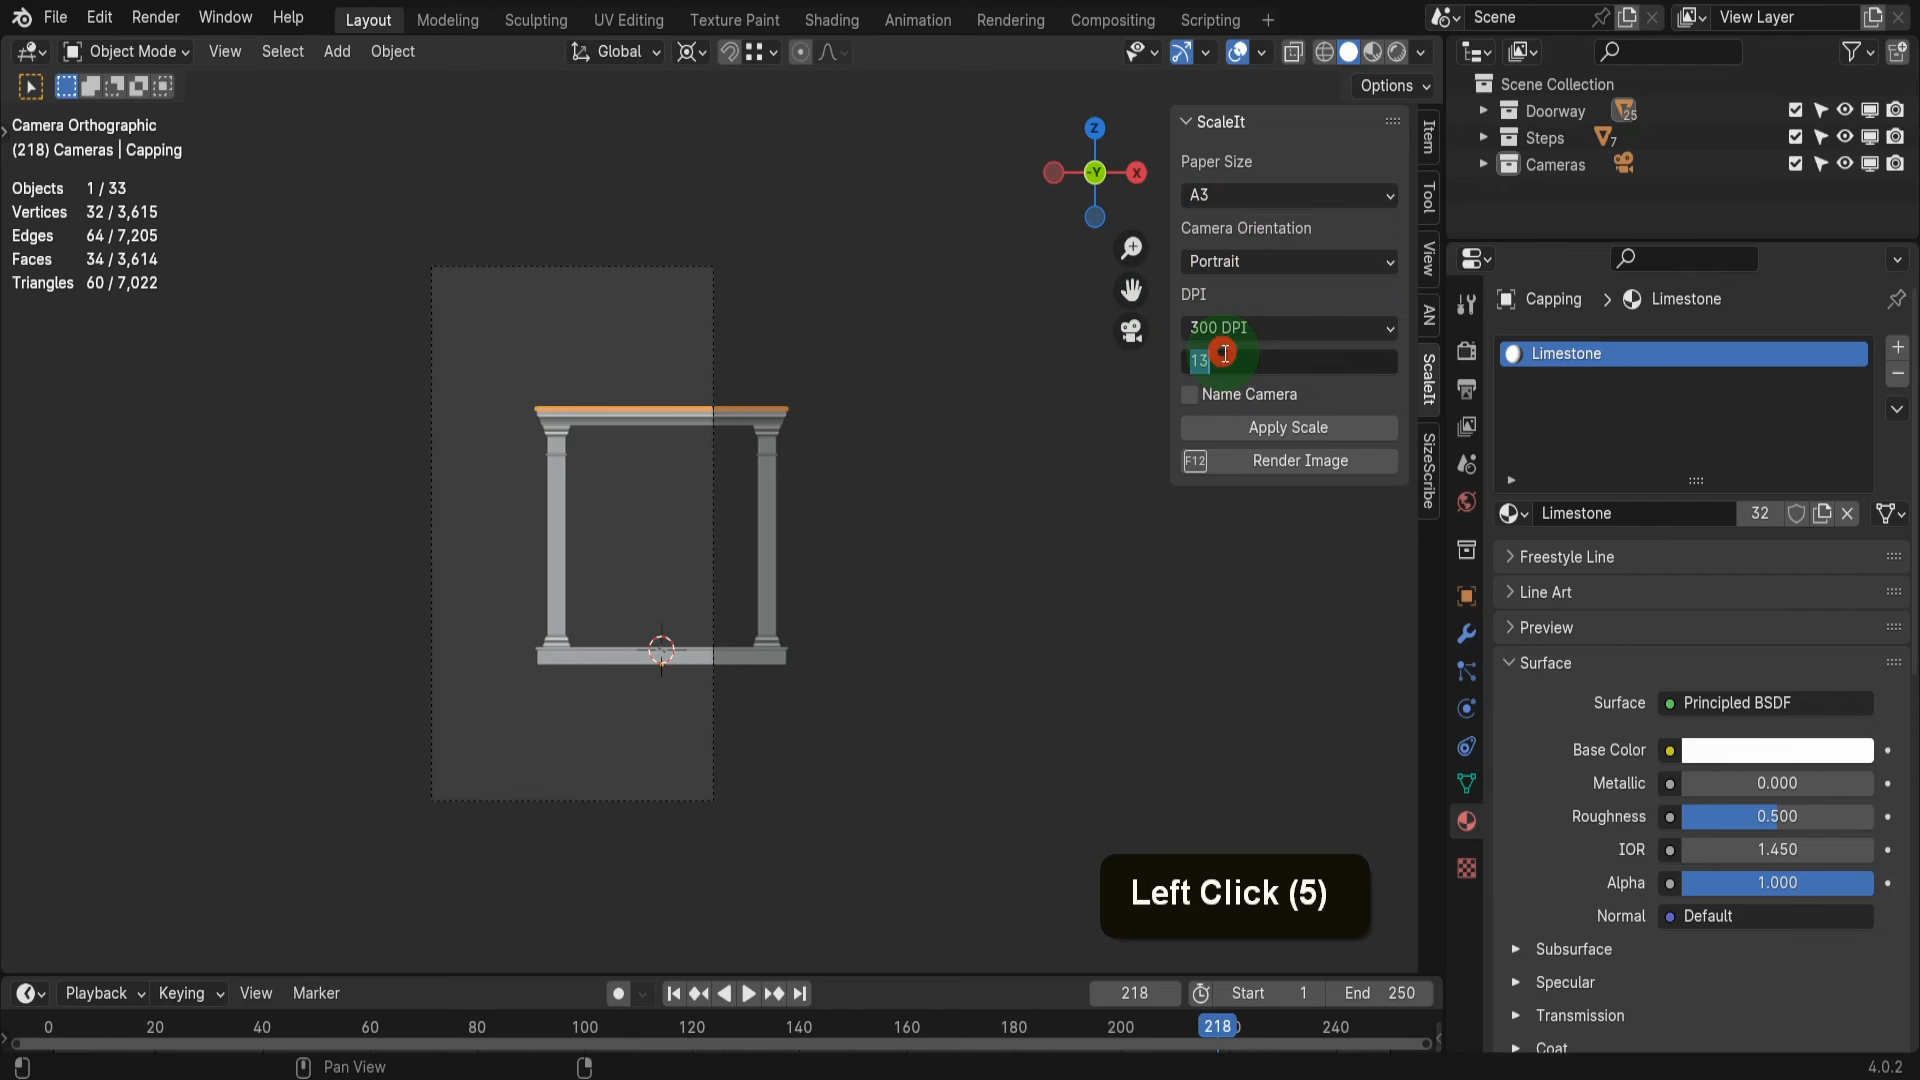 File Edit Render Window Help
Layout Modeling Sculpting UV Editing Texture Paint Shading Animation Rendering Compositing Scripting +
Scene
View Layer
Object Mode View Select Add Object
Global
Options
Camera Orthographic
(218) Cameras | Capping
Objects 1 / 33
Vertices 32 / 3,615
Edges 64 / 7,205
Faces 34 / 3,614
Triangles 60 / 7,022
Z
-Y
X
ScaleIt
Paper Size
A3
Camera Orientation
Portrait
DPI
300 DPI
13
Name Camera
Apply Scale
F12 Render Image
Item
Tool
View
AN
ScaleIt
SizeScribe
Scene Collection
Doorway 25
Steps 7
Cameras
Capping > Limestone
Limestone
Limestone 32
Freestyle Line
Line Art
Preview
Surface
Surface Principled BSDF
Base Color
Metallic 0.000
Roughness 0.500
IOR 1.450
Alpha 1.000
Normal Default
Subsurface
Specular
Transmission
Coat
Left Click (5)
Playback Keying View Marker
218 Start 1 End 250
0 20 40 60 80 100 120 140 160 180 200 218 240
Pan View
4.0.2